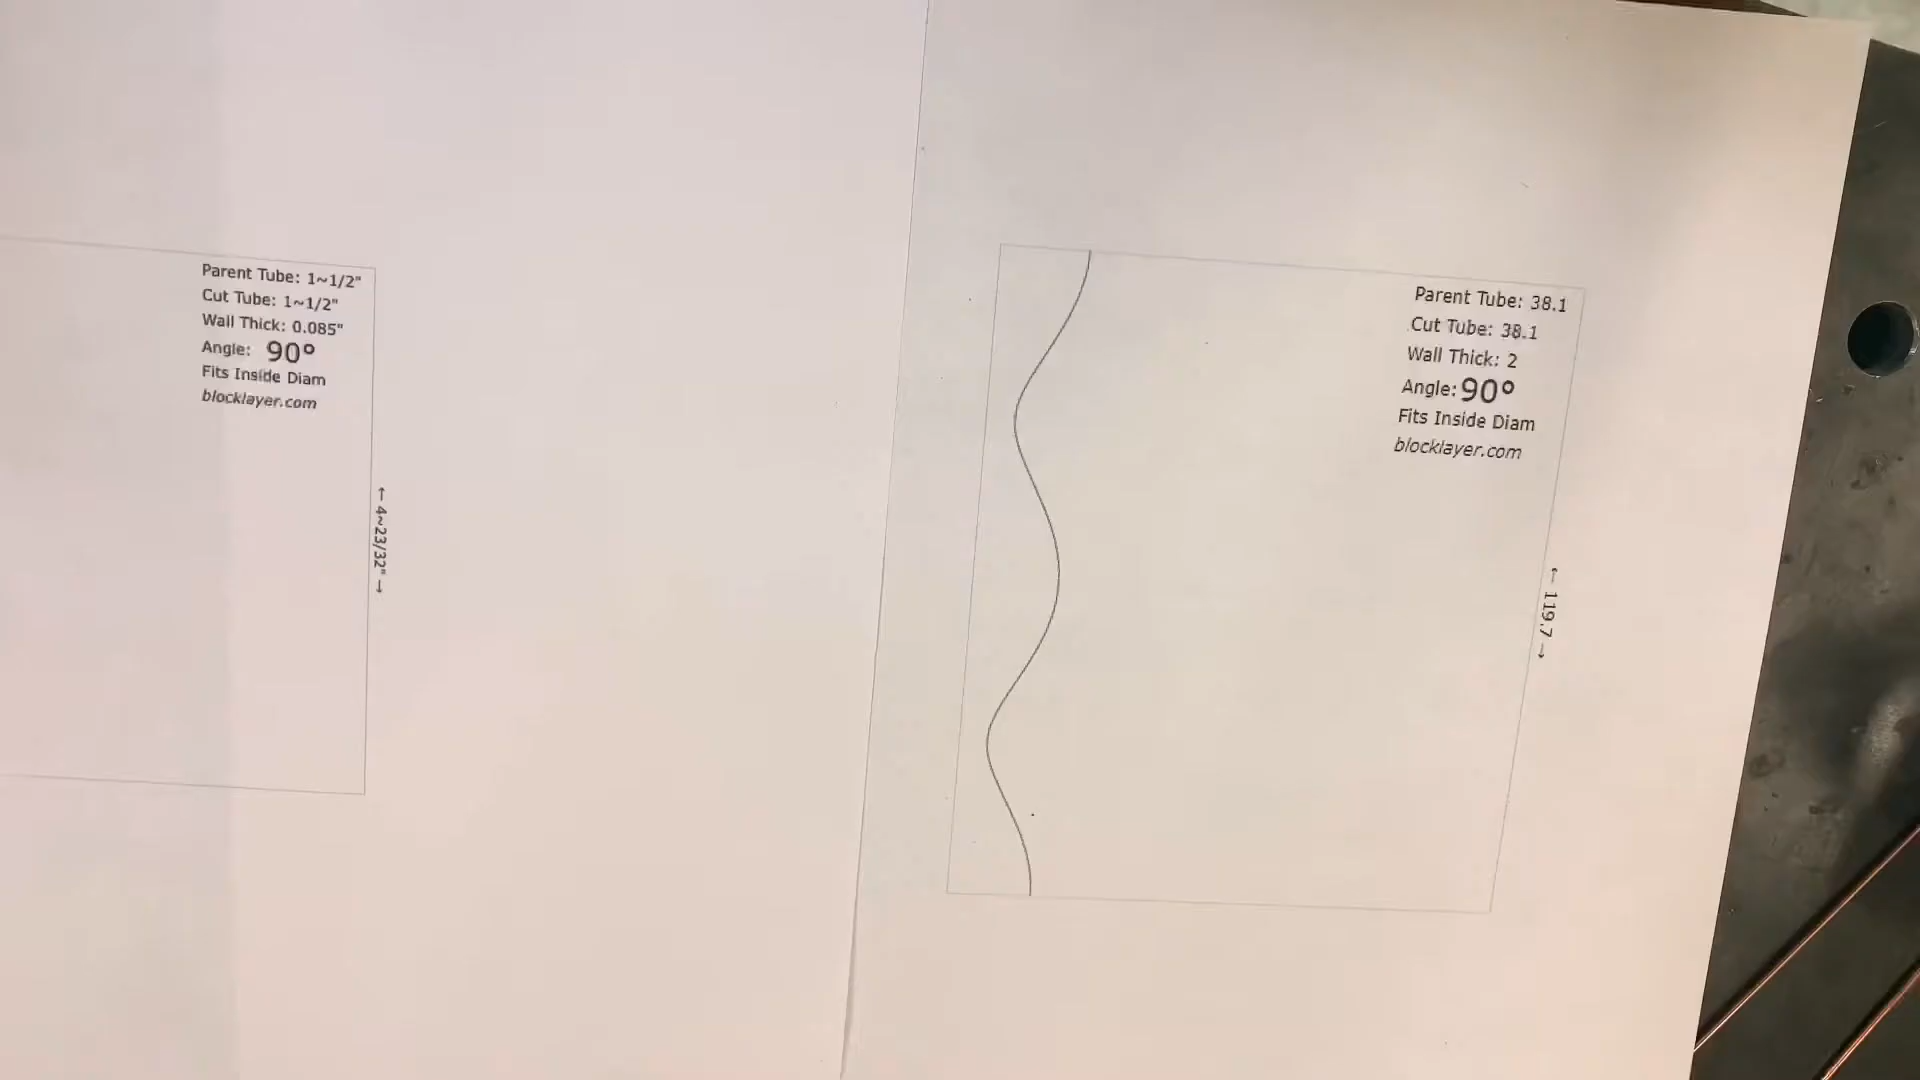 Parent Tube: 1~1/2"
Cut Tube: 1~1/2"
Wall Thick: 0.085"
Angle: 90°
Fits Inside Diam
blocklayer.com
← 4~23/32" →
Parent Tube: 38.1
Cut Tube: 38.1
Wall Thick: 2
Angle: 90°
Fits Inside Diam
blocklayer.com
← 119.7 →